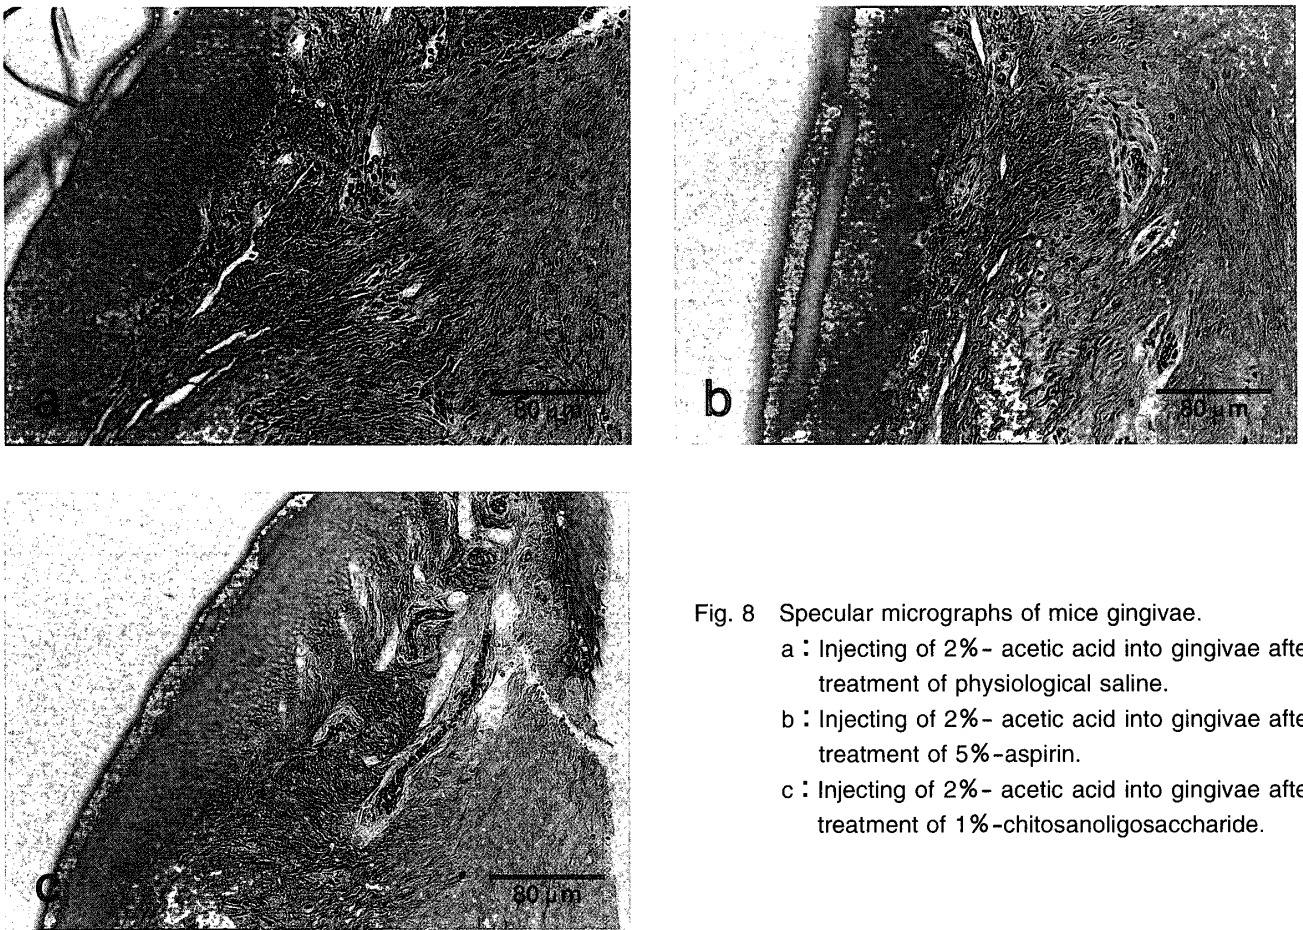 a
80 μm
b
80 μm
c
80 μm
Fig. 8 Specular micrographs of mice gingivae.
a : Injecting of 2%- acetic acid into gingivae afte
treatment of physiological saline.
b : Injecting of 2%- acetic acid into gingivae afte
treatment of 5%-aspirin.
c : Injecting of 2%- acetic acid into gingivae afte
treatment of 1%-chitosanoligosaccharide.